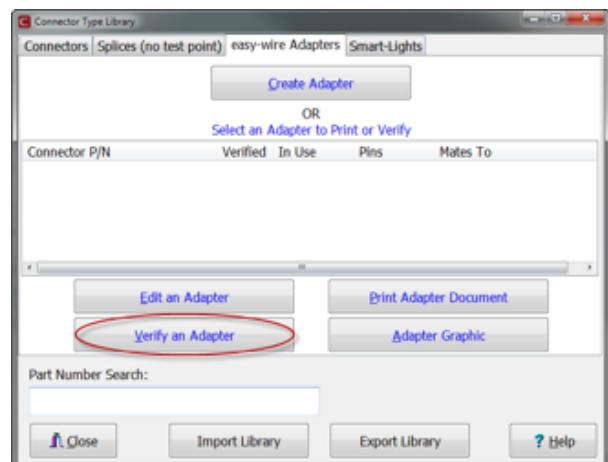 Connector Type Library
Connectors Splices (no test point) easy-wire Adapters Smart-Lights
Create Adapter
OR
Select an Adapter to Print or Verify
Connector P/N Verified In Use Pins Mates To
Edit an Adapter Print Adapter Document
Verify an Adapter Adapter Graphic
Part Number Search:
Close Import Library Export Library ? Help